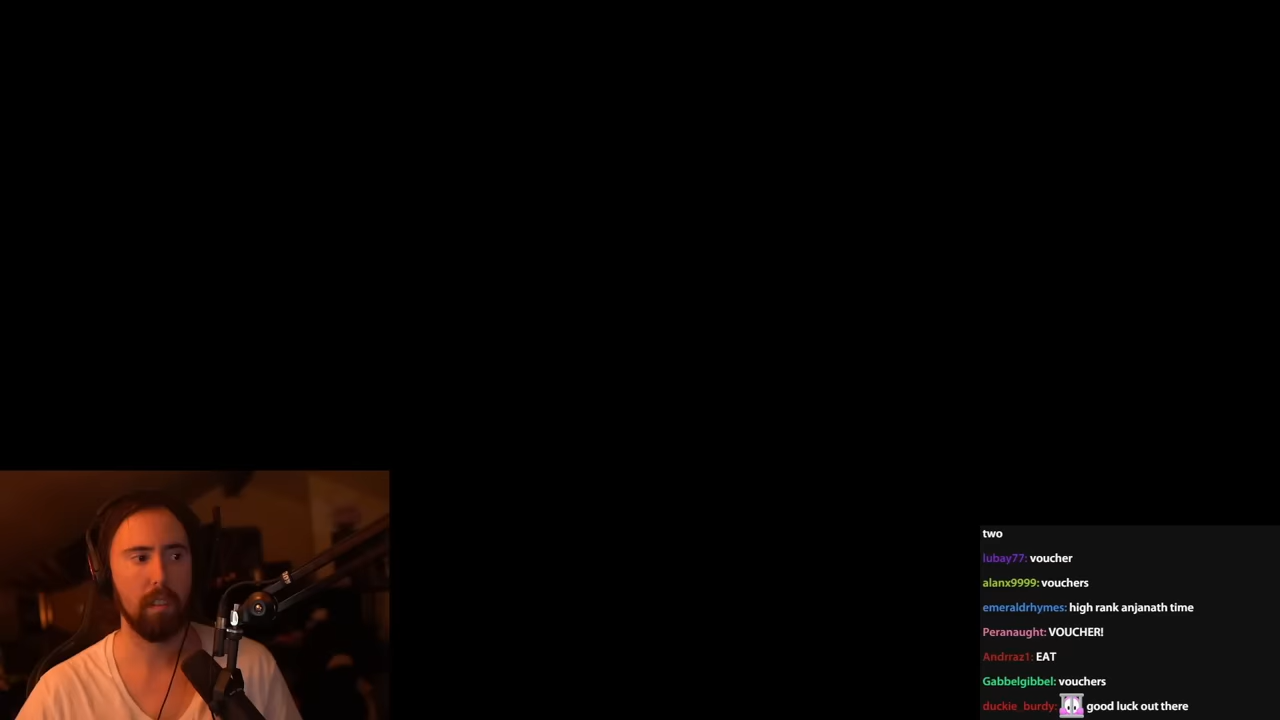 two
lubay77: voucher
alanx9999: vouchers
emeraldrhymes: high rank anjanath time
Peranaught: VOUCHER!
Andrraz1: EAT
Gabbelgibbel: vouchers
duckie_burdy: good luck out there